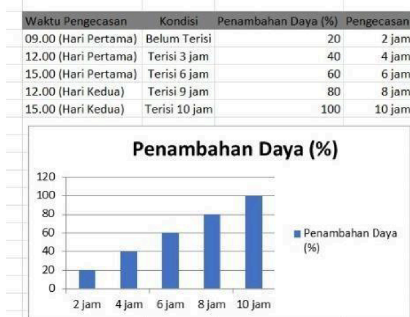 Waktu Pengecasan Kondisi Penambahan Daya (%) Pengecasan
09.00 (Hari Pertama) Belum Terisi 20 2 jam
12.00 (Hari Pertama) Terisi 3 jam 40 4 jam
15.00 (Hari Pertama) Terisi 6 jam 60 6 jam
12.00 (Hari Kedua) Terisi 9 jam 80 8 jam
15.00 (Hari Kedua) Terisi 10 jam 100 10 jam
Penambahan Daya (%)
120
100
80
60
40
20
0
2 jam 4 jam 6 jam 8 jam 10 jam
Penambahan Daya
(%)